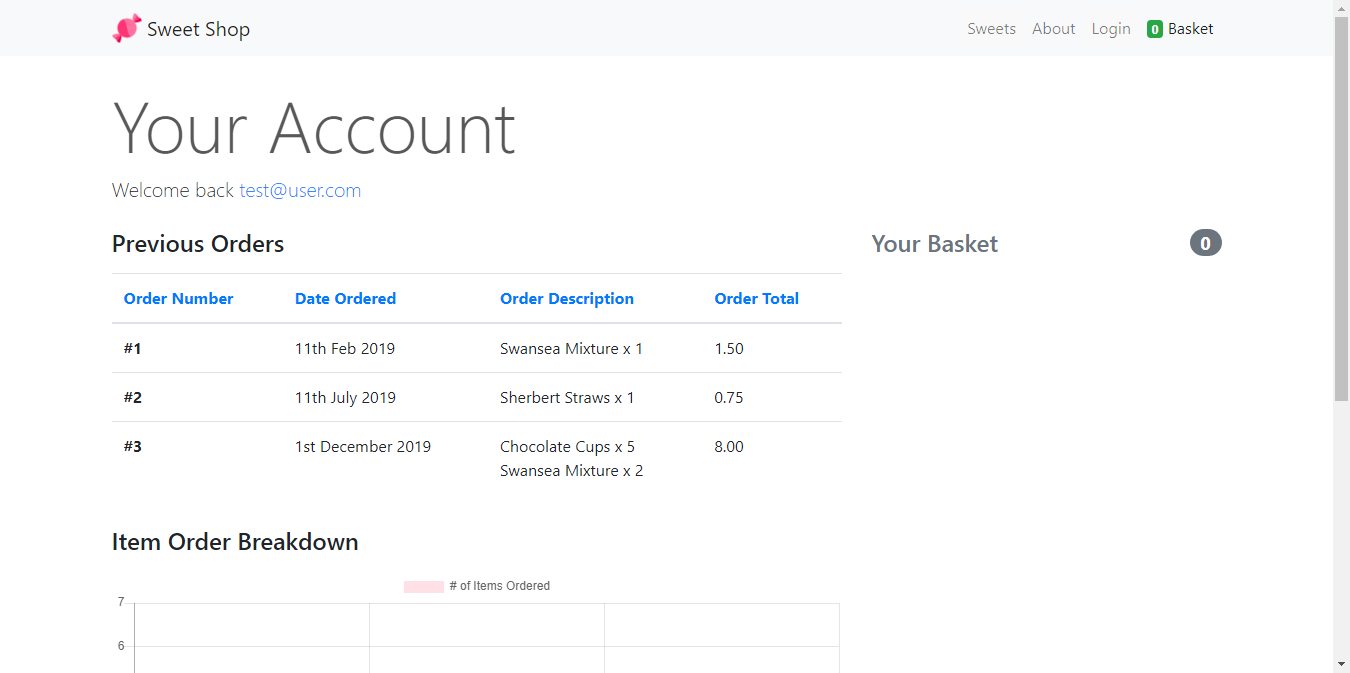 Sweet Shop
Sweets About Login 0 Basket
Your Account
Welcome back test@user.com
Previous Orders
Your Basket 0
Order Number Date Ordered Order Description Order Total
#1 11th Feb 2019 Swansea Mixture x 1 1.50
#2 11th July 2019 Sherbert Straws x 1 0.75
#3 1st December 2019 Chocolate Cups x 5 8.00
Swansea Mixture x 2
Item Order Breakdown
# of Items Ordered
7
6